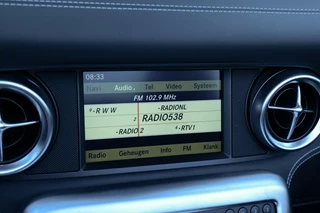 08:33
Navi Audio Tel Video Systeem
FM 102.9 MHz
RADIONL
R W W
RADIO538
RADIO 2 RTV1
Radio Geheugen Info FM Klank